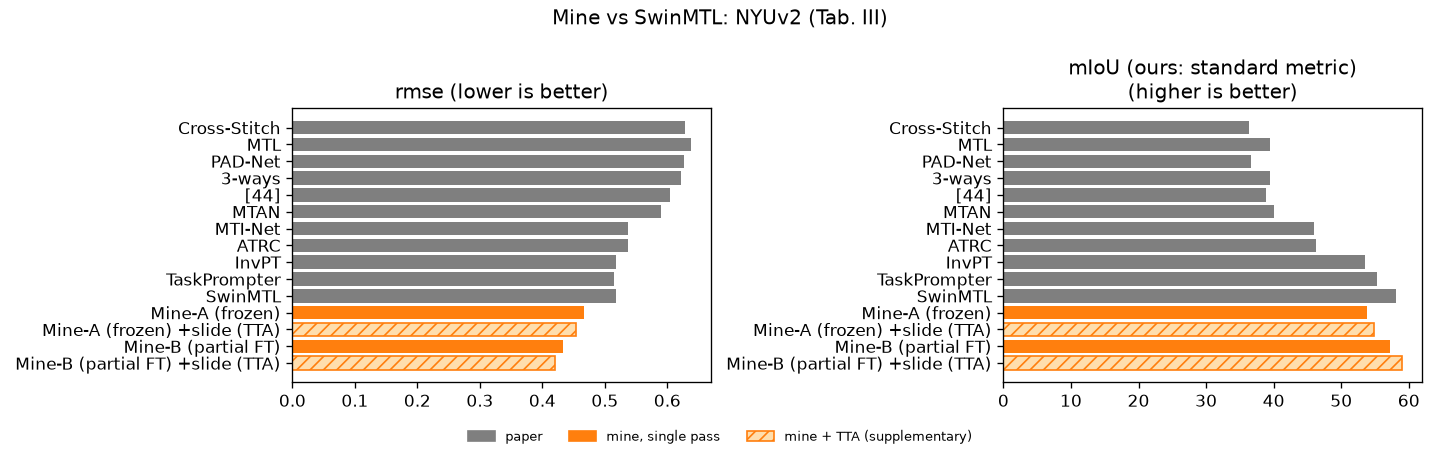 Mine vs SwinMTL: NYUv2 (Tab. III)
rmse (lower is better)
Cross-Stitch
MTL
PAD-Net
3-ways
[44]
MTAN
MTI-Net
ATRC
InvPT
TaskPrompter
SwinMTL
Mine-A (frozen)
Mine-A (frozen) +slide (TTA)
Mine-B (partial FT)
Mine-B (partial FT) +slide (TTA)
0.0 0.1 0.2 0.3 0.4 0.5 0.6
mIoU (ours: standard metric)
(higher is better)
Cross-Stitch
MTL
PAD-Net
3-ways
[44]
MTAN
MTI-Net
ATRC
InvPT
TaskPrompter
SwinMTL
Mine-A (frozen)
Mine-A (frozen) +slide (TTA)
Mine-B (partial FT)
Mine-B (partial FT) +slide (TTA)
0 10 20 30 40 50 60
paper mine, single pass mine + TTA (supplementary)